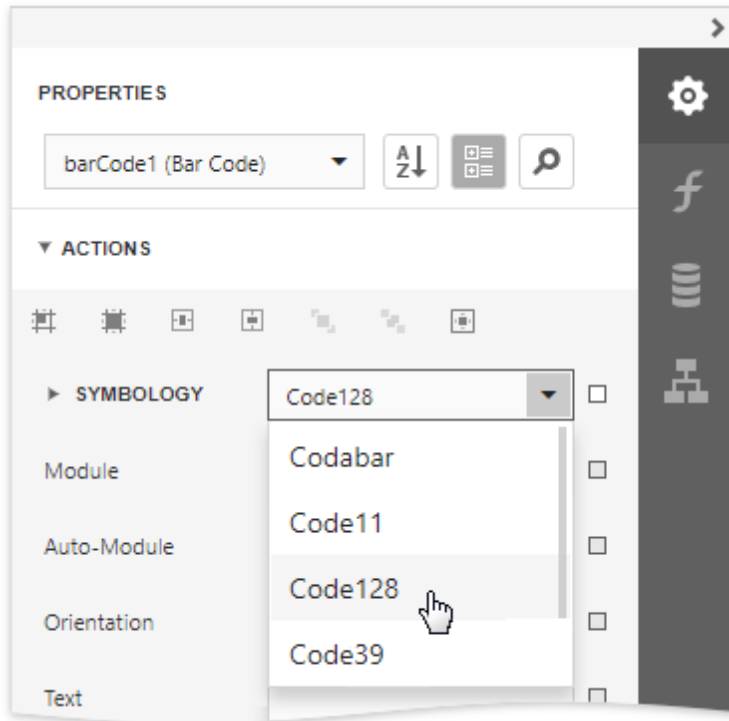 PROPERTIES
barCode1 (Bar Code)
A
Z
ACTIONS
SYMBOLOGY
Code128
Codabar
Module
Code11
Auto-Module
Code128
Orientation
Code39
Text